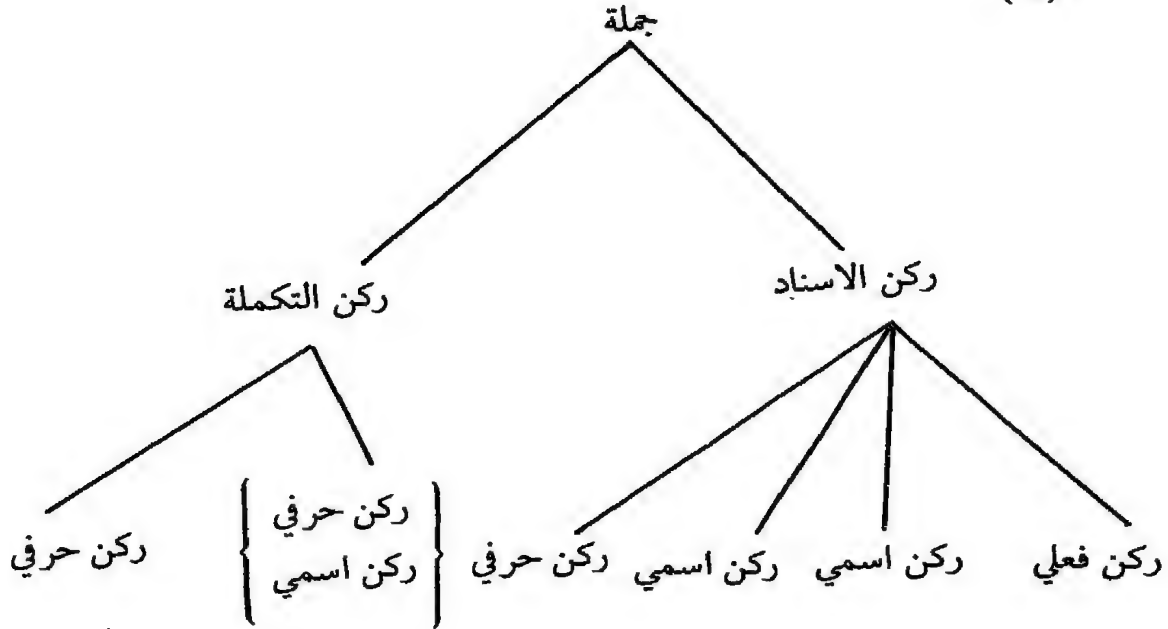 جملة
ركن الاسناد
ركن التكملة
ركن فعلي
ركن اسمي
ركن اسمي
ركن حرفي
ركن حرفي
ركن اسمي
ركن حرفي